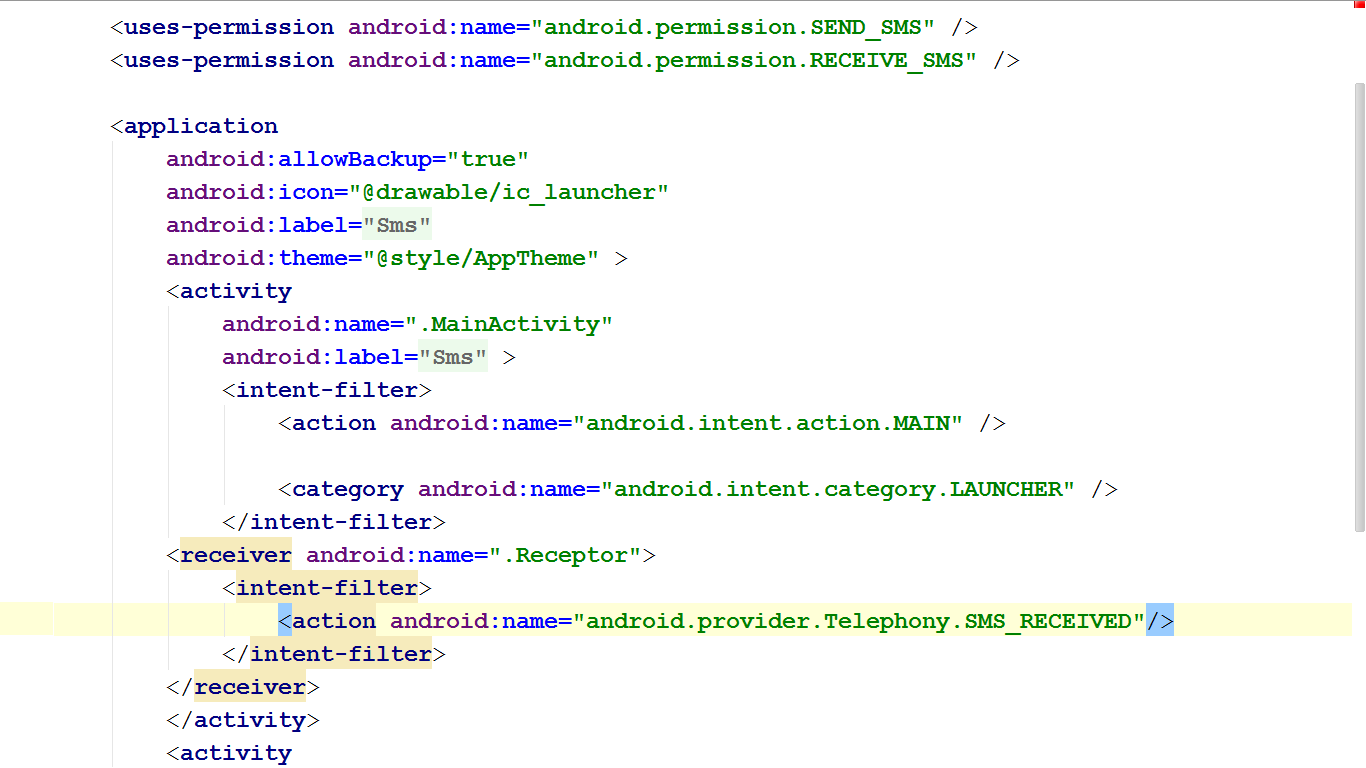 <uses-permission android:name="android.permission.SEND_SMS" />
<uses-permission android:name="android.permission.RECEIVE_SMS" />
<application
android:allowBackup="true"
android:icon="@drawable/ic_launcher"
android:label="Sms"
android:theme="@style/AppTheme" >
<activity
android:name=".MainActivity"
android:label="Sms" >
<intent-filter>
<action android:name="android.intent.action.MAIN" />
<category android:name="android.intent.category.LAUNCHER" />
</intent-filter>
<receiver android:name=".Receptor">
<intent-filter>
<action android:name="android.provider.Telephony.SMS_RECEIVED"/>
</intent-filter>
</receiver>
</activity>
<activity